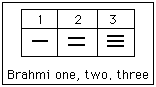 1 2 3
𑁒 𑁓 𑁔
Brahmi one, two, three